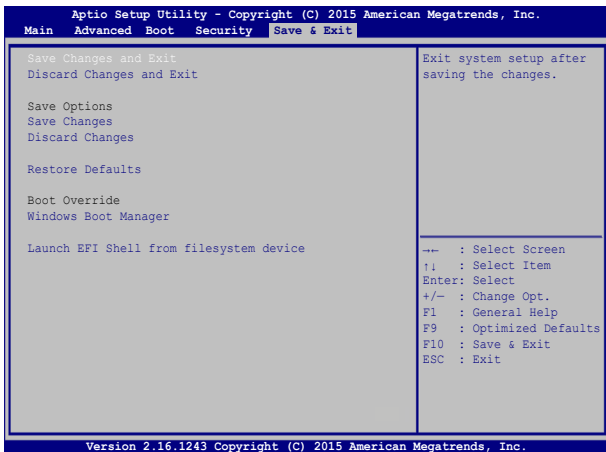 Aptio Setup Utility - Copyright (C) 2015 American Megatrends, Inc.
Main Advanced Boot Security Save & Exit
Save Changes and Exit
Discard Changes and Exit
Save Options
Save Changes
Discard Changes
Restore Defaults
Boot Override
Windows Boot Manager
Launch EFI Shell from filesystem device
Exit system setup after
saving the changes.
→← : Select Screen
↑↓ : Select Item
Enter: Select
+/— : Change Opt.
F1 : General Help
F9 : Optimized Defaults
F10 : Save & Exit
ESC : Exit
Version 2.16.1243 Copyright (C) 2015 American Megatrends, Inc.